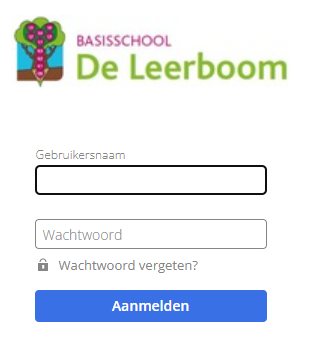 BASISSCHOOL
De Leerboom
Gebruikersnaam
Wachtwoord
Wachtwoord vergeten?
Aanmelden